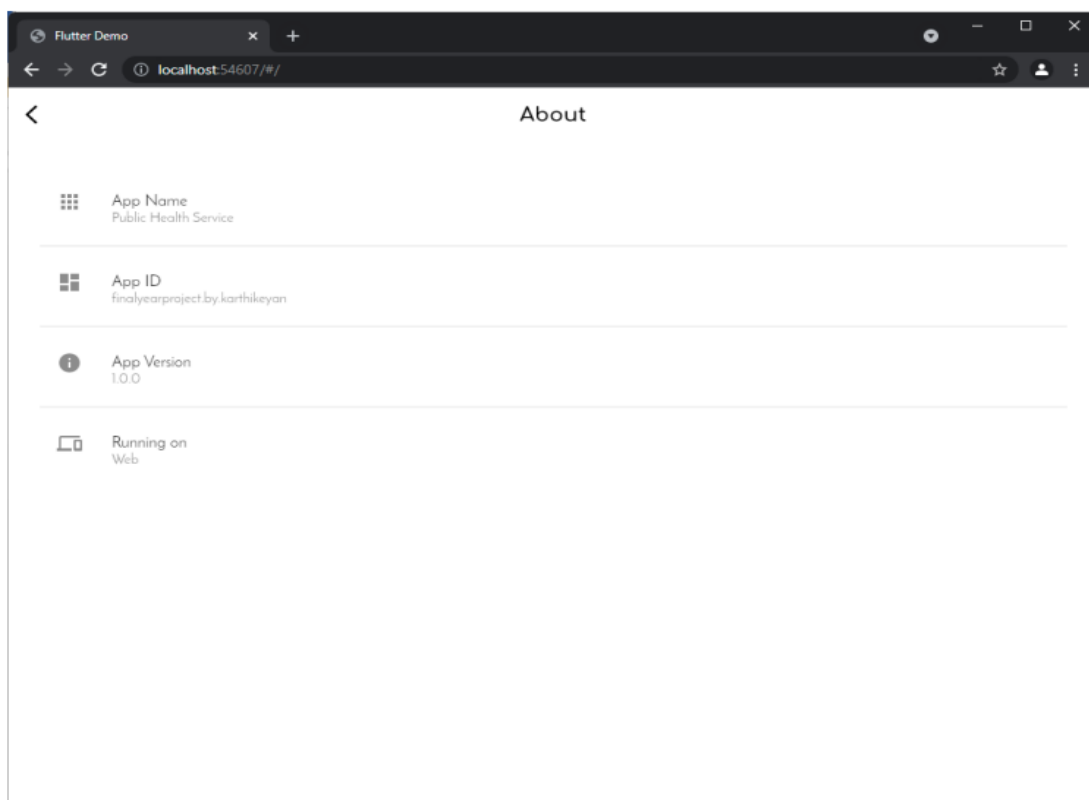 Flutter Demo
localhost:54607/#/
About
App Name
Public Health Service
App ID
finalyearproject.by.karthikeyan
App Version
1.0.0
Running on
Web